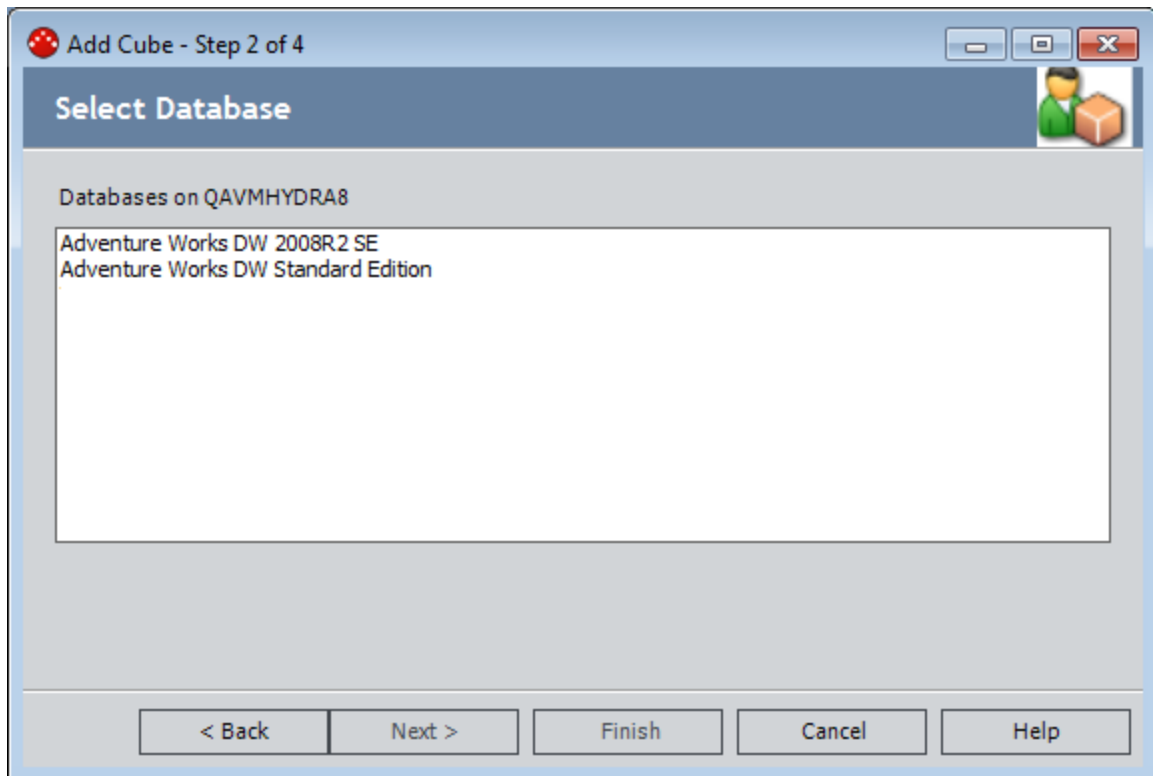 Add Cube - Step 2 of 4
Select Database
Databases on QAVMHYDRA8
Adventure Works DW 2008R2 SE
Adventure Works DW Standard Edition
< Back
Next >
Finish
Cancel
Help